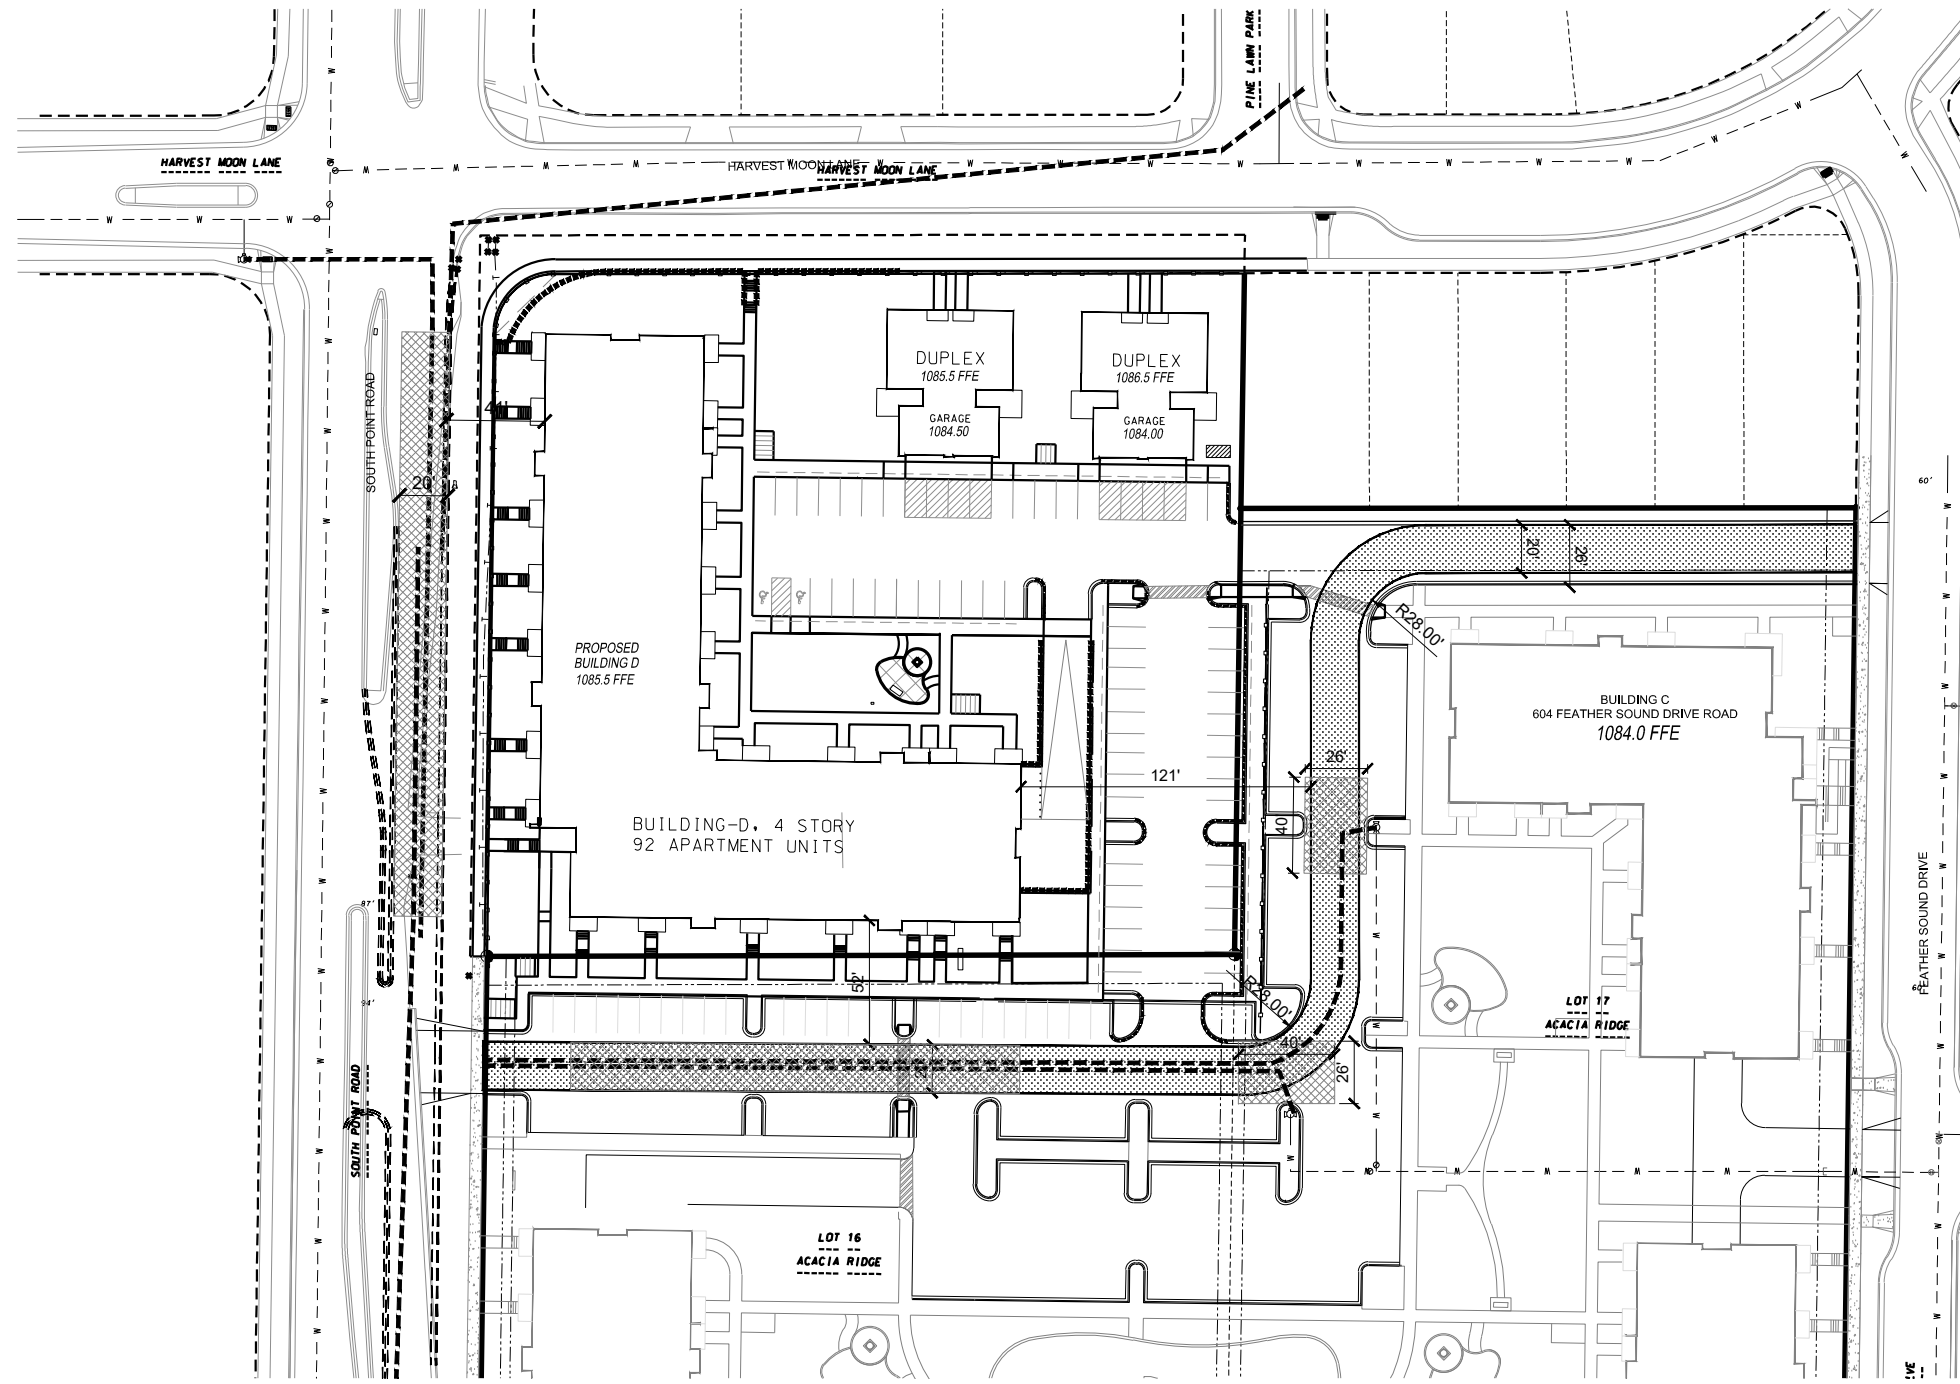 PINE LAWN PARK
HARVEST MOON LANE
HARVEST MOON LANE
HARVEST MOON LANE
SOUTH POINT ROAD
20'
DUPLEX
1085.5 FFE
GARAGE
1084.50
DUPLEX
1086.5 FFE
GARAGE
1084.00
60'
20'
26'
R28.00'
PROPOSED
BUILDING D
1085.5 FFE
BUILDING C
604 FEATHER SOUND DRIVE ROAD
1084.0 FFE
26'
121'
40'
BUILDING-D, 4 STORY
92 APARTMENT UNITS
87'
94'
52'
R28.00'
40'
26'
FEATHER SOUND DRIVE
LOT 17
ACACIA RIDGE
SOUTH POINT ROAD
LOT 16
ACACIA RIDGE